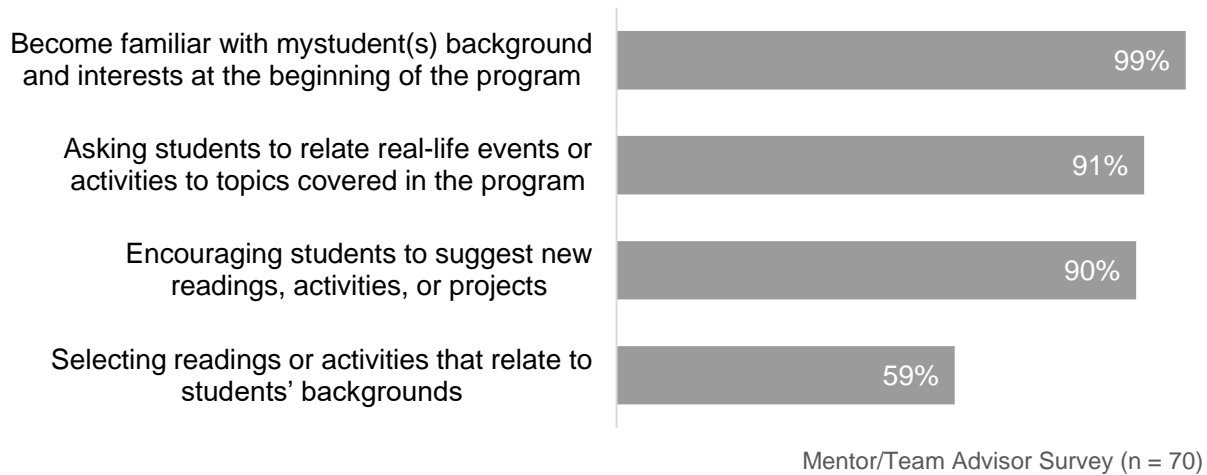 Become familiar with mystudent(s) background
and interests at the beginning of the program
99%
Asking students to relate real-life events or
activities to topics covered in the program
91%
Encouraging students to suggest new
readings, activities, or projects
90%
Selecting readings or activities that relate to
students’ backgrounds
59%
Mentor/Team Advisor Survey (n = 70)